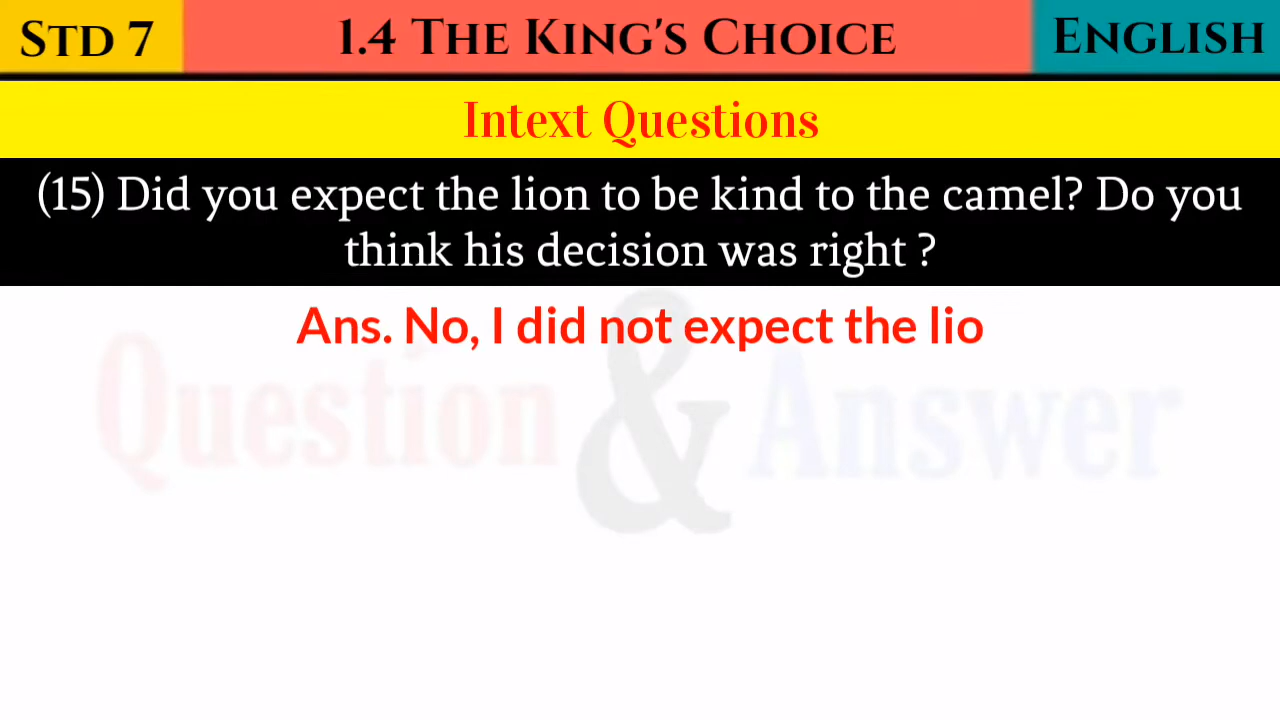 STD 7 1.4 THE KING'S CHOICE ENGLISH
Intext Questions
(15) Did you expect the lion to be kind to the camel? Do you
think his decision was right ?
Ans. No, I did not expect the lio
Question & Answer